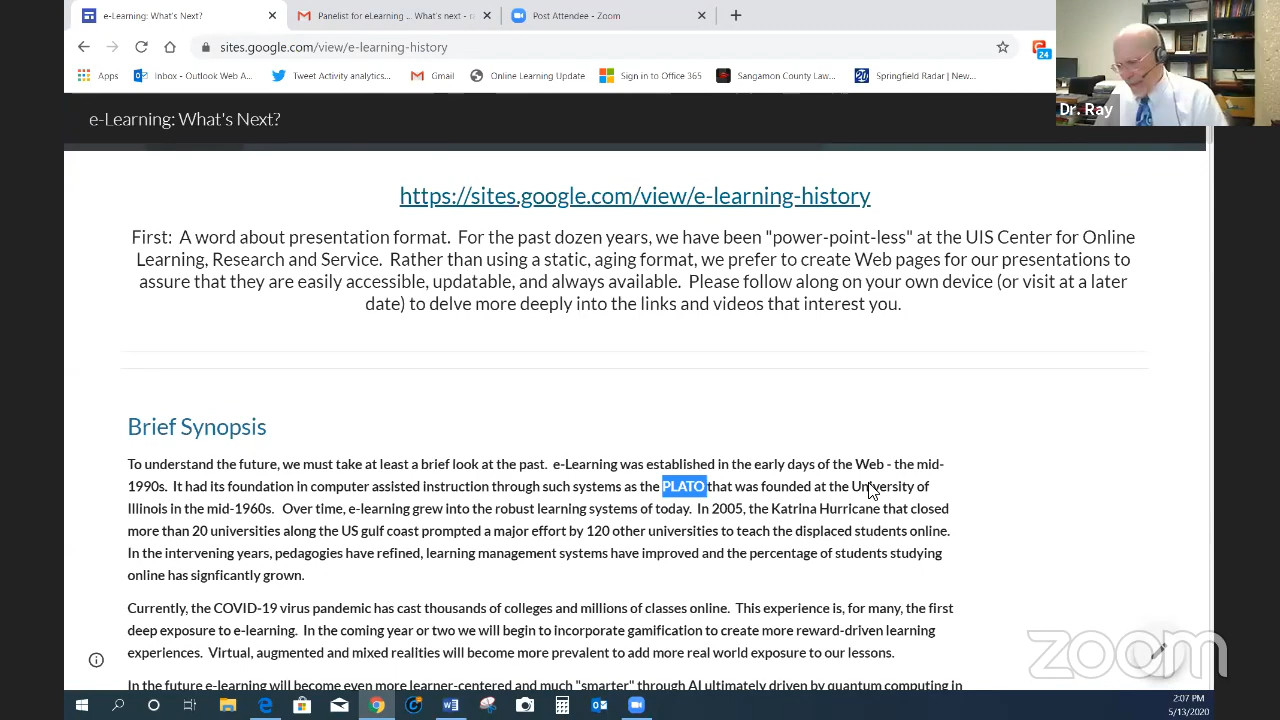 e-Learning: What's Next?
Panelist for eLearning ... What's next - r
Post Attendee - Zoom
sites.google.com/view/e-learning-history
24
Apps
Inbox - Outlook Web A...
Tweet Activity analytics...
Gmail
Online Learning Update
Sign in to Office 365
Sangamon County Law...
20
Springfield Radar | New...
Dr. Ray
e-Learning: What's Next?
https://sites.google.com/view/e-learning-history
First:  A word about presentation format.  For the past dozen years, we have been "power-point-less" at the UIS Center for Online
Learning, Research and Service.  Rather than using a static, aging format, we prefer to create Web pages for our presentations to
assure that they are easily accessible, updatable, and always available.  Please follow along on your own device (or visit at a later
date) to delve more deeply into the links and videos that interest you.
Brief Synopsis
To understand the future, we must take at least a brief look at the past.  e-Learning was established in the early days of the Web - the mid-
1990s.  It had its foundation in computer assisted instruction through such systems as the PLATO that was founded at the University of
Illinois in the mid-1960s.  Over time, e-learning grew into the robust learning systems of today.  In 2005, the Katrina Hurricane that closed
more than 20 universities along the US gulf coast prompted a major effort by 120 other universities to teach the displaced students online.
In the intervening years, pedagogies have refined, learning management systems have improved and the percentage of students studying
online has signficantly grown.
Currently, the COVID-19 virus pandemic has cast thousands of colleges and millions of classes online.  This experience is, for many, the first
deep exposure to e-learning.  In the coming year or two we will begin to incorporate gamification to create more reward-driven learning
experiences.  Virtual, augmented and mixed realities will become more prevalent to add more real world exposure to our lessons.
In the future e-learning will become even more learner-centered and much "smarter" through AI ultimately driven by quantum computing in
zoom
2:07 PM
5/13/2020